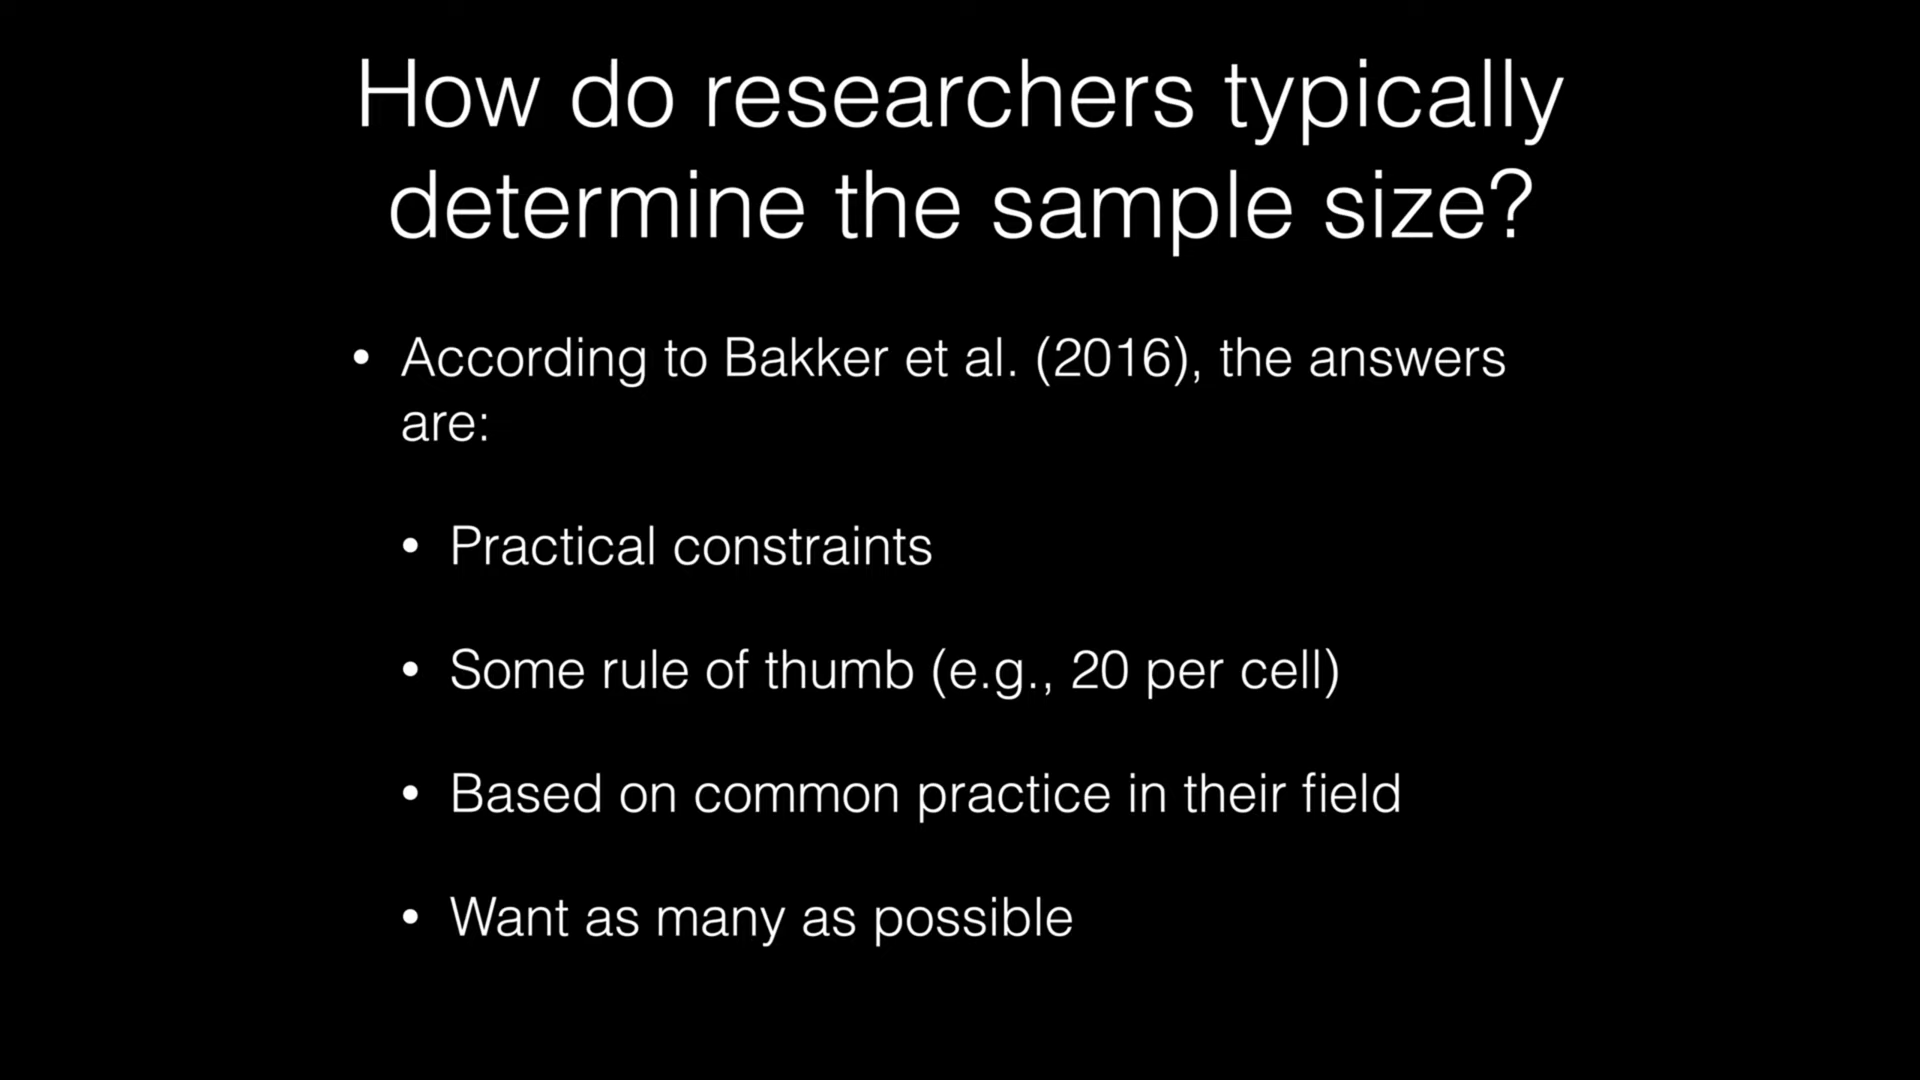 How do researchers typically
determine the sample size?
• According to Bakker et al. (2016), the answers
are:
• Practical constraints
• Some rule of thumb (e.g., 20 per cell)
• Based on common practice in their field
• Want as many as possible